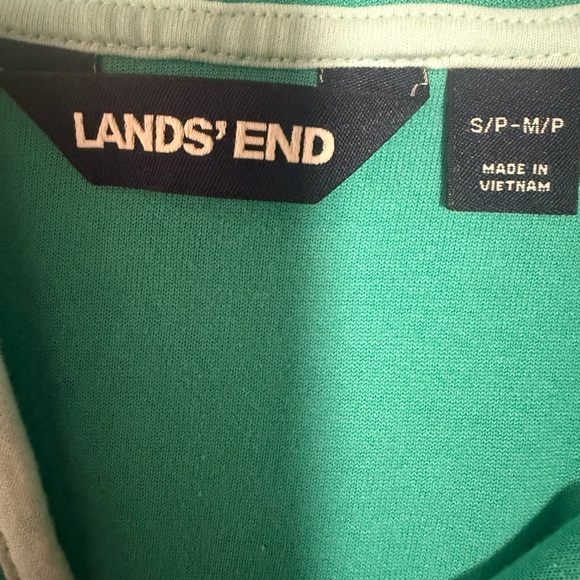 LANDS' END
S/P-M/P
MADE IN
VIETNAM